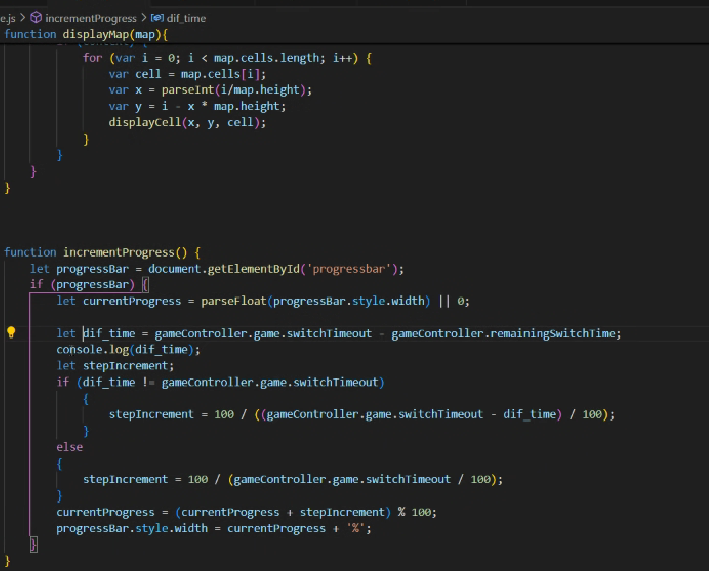 e.js > incrementProgress > dif_time
function displayMap(map){
for (var i = 0; i < map.cells.length; i++) {
var cell = map.cells[i];
var x = parseInt(i/map.height);
var y = i - x * map.height;
displayCell(x, y, cell);
}
}
}
}
function incrementProgress() {
let progressBar = document.getElementById('progressbar');
if (progressBar) {
let currentProgress = parseFloat(progressBar.style.width) || 0;
let dif_time = gameController.game.switchTimeout - gameController.remainingSwitchTime;
console.log(dif_time);
let stepIncrement;
if (dif_time != gameController.game.switchTimeout)
{
stepIncrement = 100 / ((gameController.game.switchTimeout - dif_time) / 100);
}
else
{
stepIncrement = 100 / (gameController.game.switchTimeout / 100);
}
currentProgress = (currentProgress + stepIncrement) % 100;
progressBar.style.width = currentProgress + '%';
}
}